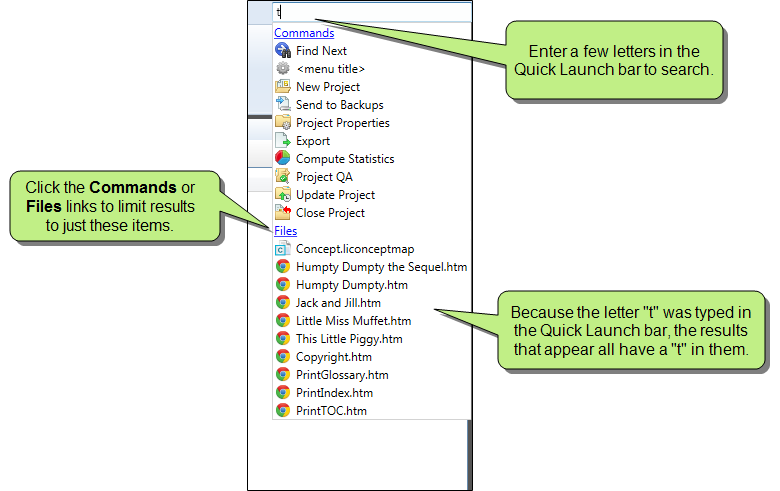 t
Enter a few letters in the
Quick Launch bar to search.
Commands
Find Next
<menu title>
New Project
Send to Backups
Project Properties
Export
Compute Statistics
Project QA
Update Project
Close Project
Click the Commands or
Files links to limit results
to just these items.
Files
Concept.liconceptmap
Humpty Dumpty the Sequel.htm
Humpty Dumpty.htm
Jack and Jill.htm
Little Miss Muffet.htm
This Little Piggy.htm
Copyright.htm
PrintGlossary.htm
PrintIndex.htm
PrintTOC.htm
Because the letter "t" was typed in
the Quick Launch bar, the results
that appear all have a "t" in them.